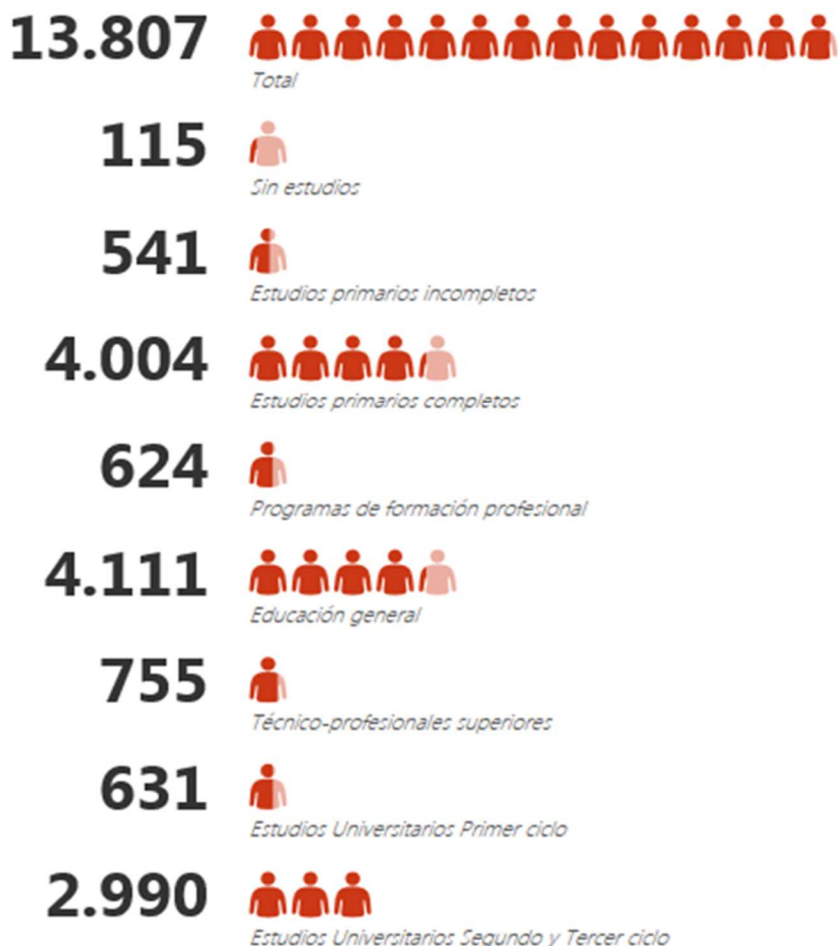 13.807
Total
115
Sin estudios
541
Estudios primarios incompletos
4.004
Estudios primarios completos
624
Programas de formación profesional
4.111
Educación general
755
Técnico-profesionales superiores
631
Estudios Universitarios Primer ciclo
2.990
Estudios Universitarios Segundo y Tercer ciclo